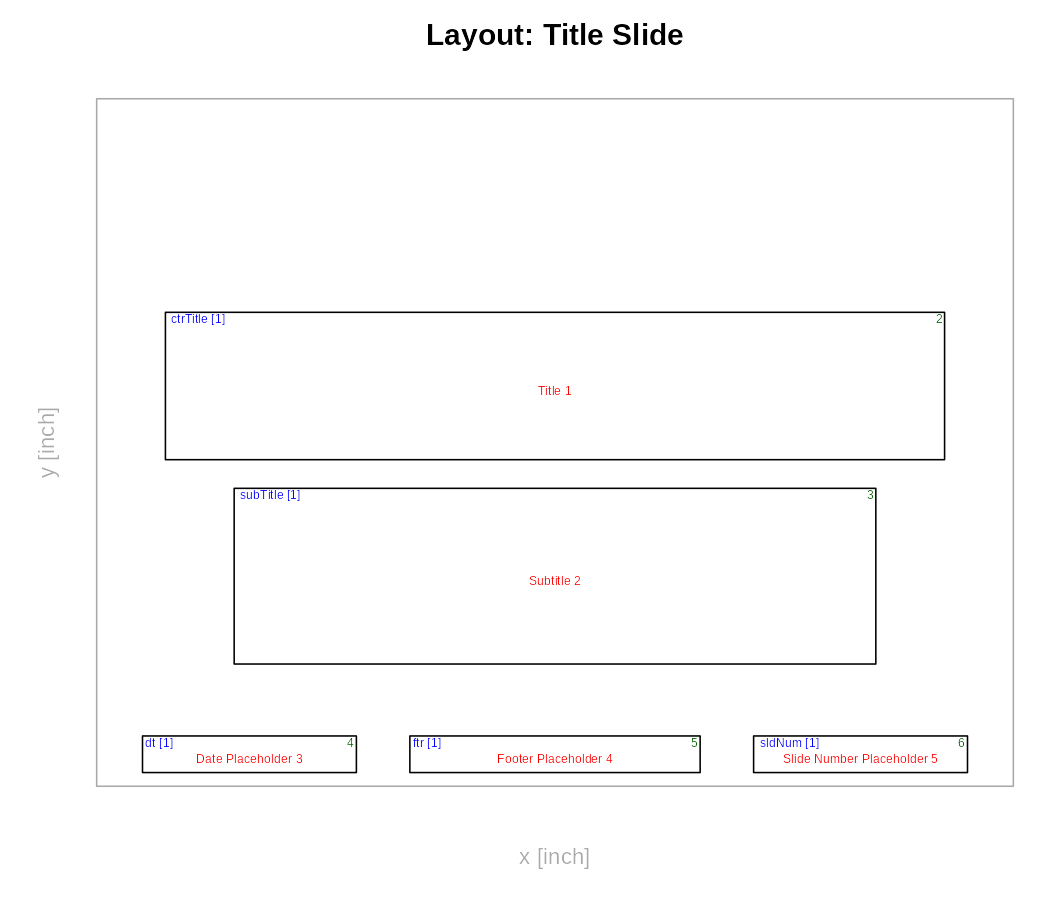 Layout: Title Slide
ctrTitle [1]
2
Title 1
subTitle [1]
3
Subtitle 2
dt [1]
4
Date Placeholder 3
ftr [1]
5
Footer Placeholder 4
sldNum [1]
6
Slide Number Placeholder 5
y [inch]
x [inch]